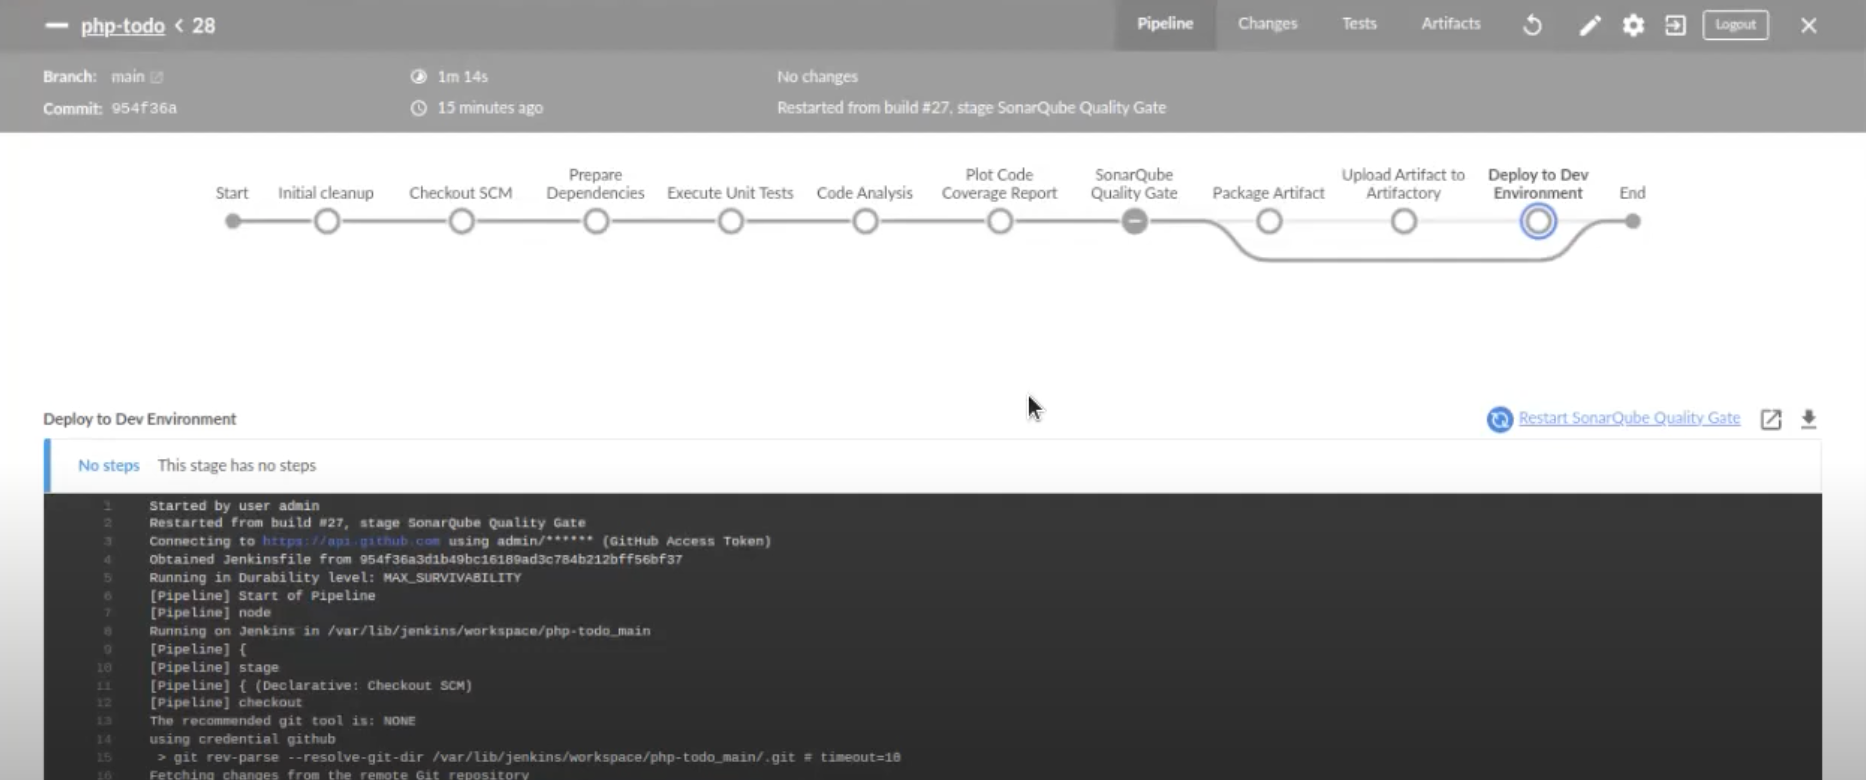 php-todo < 28
Pipeline Changes Tests Artifacts Logout
Branch: main 1m 14s No changes
Commit: 954f36a 15 minutes ago Restarted from build #27, stage SonarQube Quality Gate
Start
Initial cleanup
Checkout SCM
Prepare
Dependencies
Execute Unit Tests
Code Analysis
Plot Code
Coverage Report
SonarQube
Quality Gate
Package Artifact
Upload Artifact to
Artifactory
Deploy to Dev
Environment
End
Deploy to Dev Environment Restart SonarQube Quality Gate
No steps This stage has no steps
1 Started by user admin
2 Restarted from build #27, stage SonarQube Quality Gate
3 Connecting to https://api.github.com using admin/****** (GitHub Access Token)
4 Obtained Jenkinsfile from 954f36a3d1b49bc16189ad3c784b212bff56bf37
5 Running in Durability level: MAX_SURVIVABILITY
6 [Pipeline] Start of Pipeline
7 [Pipeline] node
8 Running on Jenkins in /var/lib/jenkins/workspace/php-todo_main
9 [Pipeline] {
10 [Pipeline] stage
11 [Pipeline] { (Declarative: Checkout SCM)
12 [Pipeline] checkout
13 The recommended git tool is: NONE
14 using credential github
15 > git rev-parse --resolve-git-dir /var/lib/jenkins/workspace/php-todo_main/.git # timeout=10
16 Fetching changes from the remote Git repository